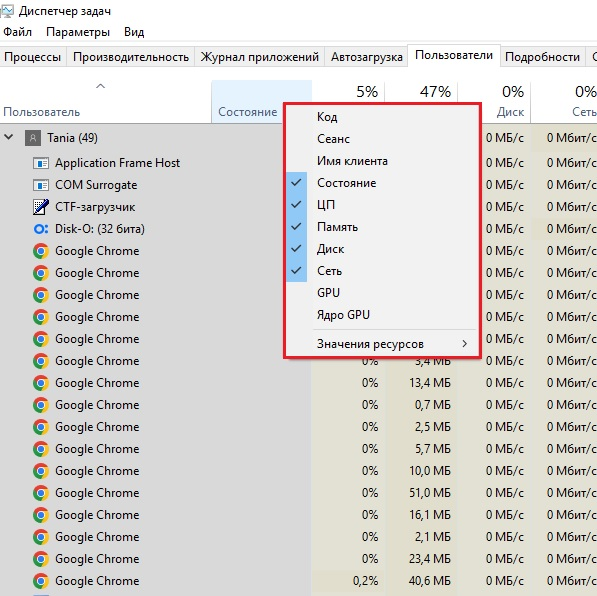 Диспетчер задач
Файл Параметры Вид
Процессы Производительность Журнал приложений Автозагрузка Пользователи Подробности
5% 47% 0% 0%
Пользователь Состояние Диск Сеть
Tania (49) 0 МБ/с 0 Мбит/с
Код
Application Frame Host 0 МБ/с 0 Мбит/с
Сеанс
COM Surrogate 0 МБ/с 0 Мбит/с
Имя клиента
CTF-загрузчик 0 МБ/с 0 Мбит/с
Состояние
Disk-O: (32 бита) 0 МБ/с 0 Мбит/с
ЦП
Google Chrome 0 МБ/с 0 Мбит/с
Память
Google Chrome 0 МБ/с 0 Мбит/с
Диск
Google Chrome 0 МБ/с 0 Мбит/с
Сеть
Google Chrome 0 МБ/с 0 Мбит/с
GPU
Google Chrome 0 МБ/с 0 Мбит/с
Ядро GPU
Значения ресурсов
Google Chrome 0% 3,4 МБ 0 МБ/с 0 Мбит/с
Google Chrome 0% 13,4 МБ 0 МБ/с 0 Мбит/с
Google Chrome 0% 0,7 МБ 0 МБ/с 0 Мбит/с
Google Chrome 0% 2,5 МБ 0 МБ/с 0 Мбит/с
Google Chrome 0% 5,7 МБ 0 МБ/с 0 Мбит/с
Google Chrome 0% 10,0 МБ 0 МБ/с 0 Мбит/с
Google Chrome 0% 51,0 МБ 0 МБ/с 0 Мбит/с
Google Chrome 0% 16,1 МБ 0 МБ/с 0 Мбит/с
Google Chrome 0% 2,1 МБ 0 МБ/с 0 Мбит/с
Google Chrome 0% 23,4 МБ 0 МБ/с 0 Мбит/с
Google Chrome 0,2% 40,6 МБ 0 МБ/с 0 Мбит/с